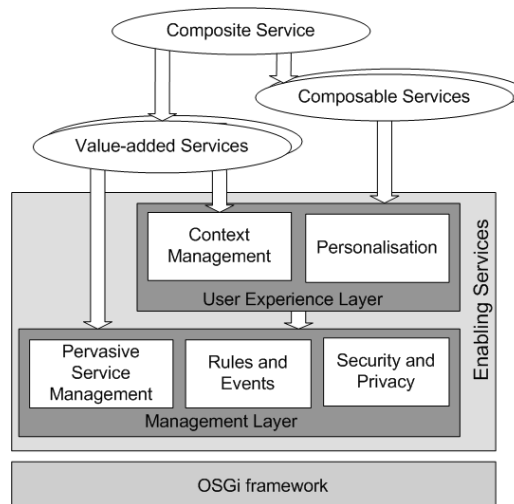 Composite Service
Composable Services
Value-added Services
Enabling Services
Context
Management
Personalisation
User Experience Layer
Pervasive
Service
Management
Rules and
Events
Security and
Privacy
Management Layer
OSGi framework